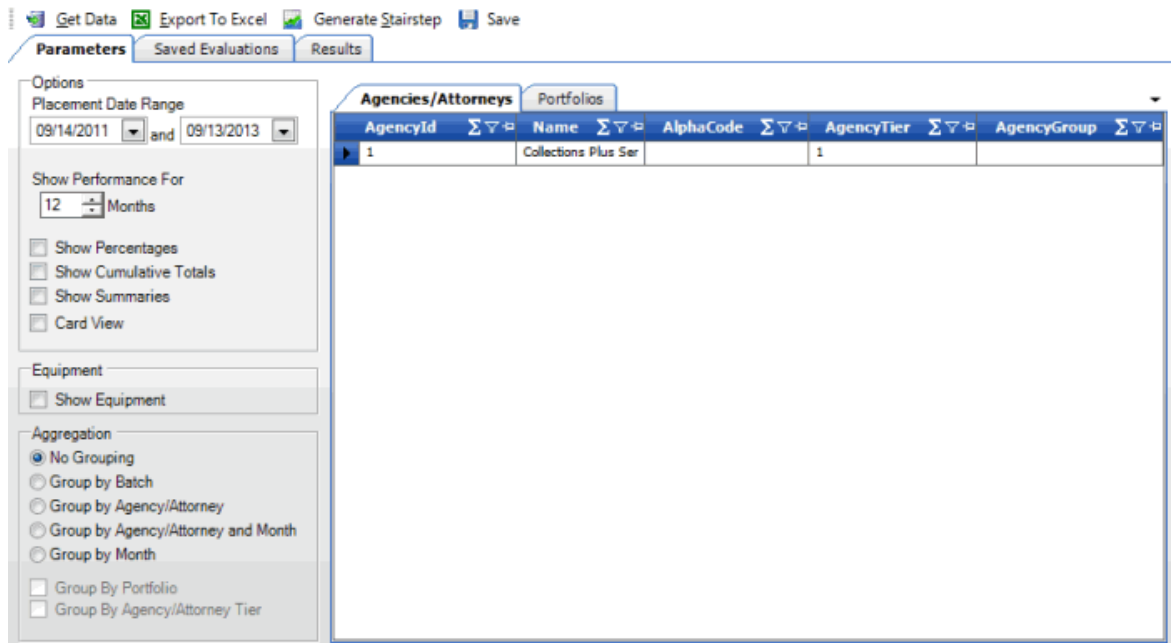 Get Data Export To Excel Generate Stairstep Save
Parameters Saved Evaluations Results
Options
Placement Date Range
09/14/2011 and 09/13/2013
Show Performance For
12 Months
Show Percentages
Show Cumulative Totals
Show Summaries
Card View
Equipment
Show Equipment
Aggregation
No Grouping
Group by Batch
Group by Agency/Attorney
Group by Agency/Attorney and Month
Group by Month
Group By Portfolio
Group By Agency/Attorney Tier
Agencies/Attorneys Portfolios
AgencyId Σ Name Σ AlphaCode Σ AgencyTier Σ AgencyGroup Σ
1 Collections Plus Ser 1